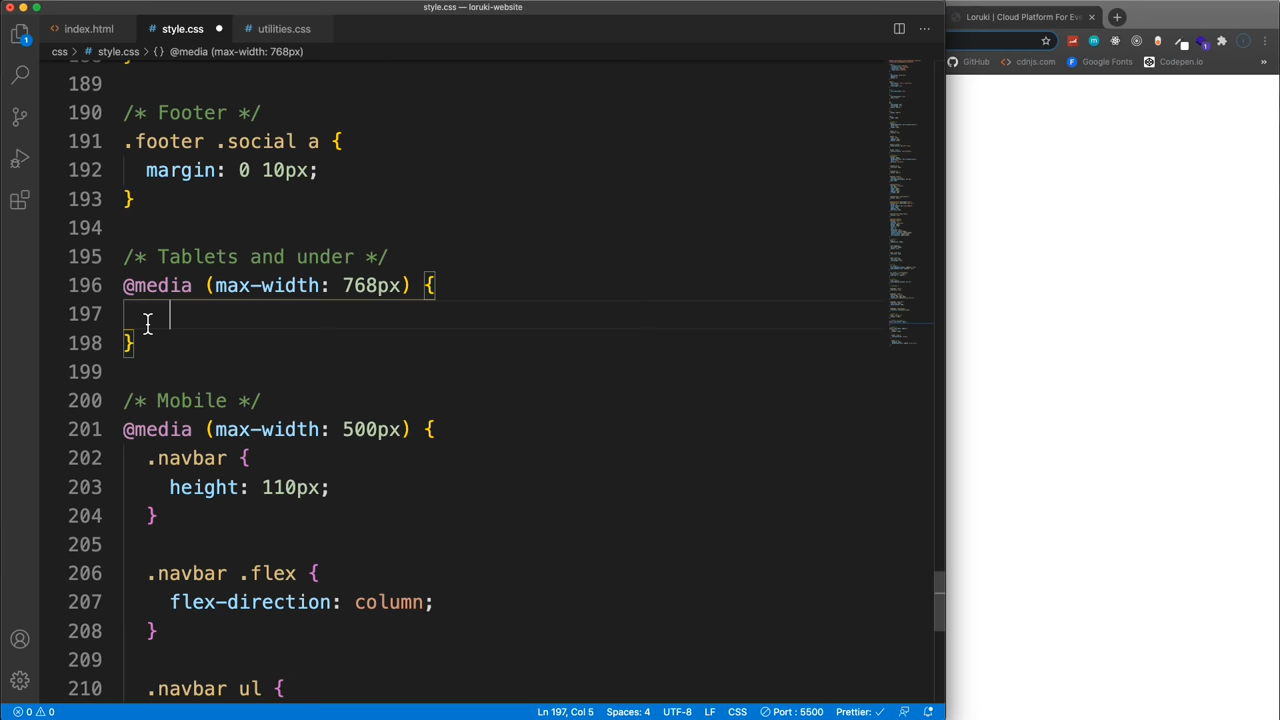 style.css — loruki-website
index.html
style.css
utilities.css
css > style.css > {} @media (max-width: 768px)
Loruki | Cloud Platform For Eve
GitHub
cdnjs.com
Google Fonts
Codepen.io
189
190 /* Footer */
191 .footer .social a {
192 margin: 0 10px;
193 }
194
195 /* Tablets and under */
196 @media (max-width: 768px) {
197
198 }
199
200 /* Mobile */
201 @media (max-width: 500px) {
202 .navbar {
203 height: 110px;
204 }
205
206 .navbar .flex {
207 flex-direction: column;
208 }
209
210 .navbar ul {
0 0
Ln 197, Col 5
Spaces: 4
UTF-8
LF
CSS
Port : 5500
Prettier: ✓